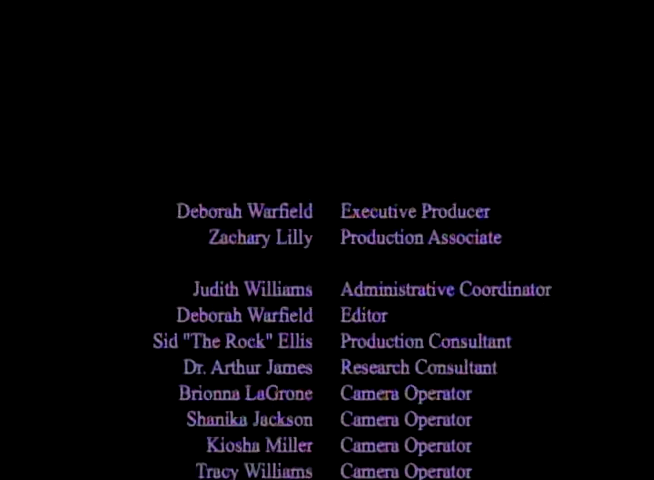 Deborah Warfield Executive Producer
Zachary Lilly Production Associate
Judith Williams Administrative Coordinator
Deborah Warfield Editor
Sid "The Rock" Ellis Production Consultant
Dr. Arthur James Research Consultant
Brionna LaGrone Camera Operator
Shanika Jackson Camera Operator
Kiosha Miller Camera Operator
Tracy Williams Camera Operator